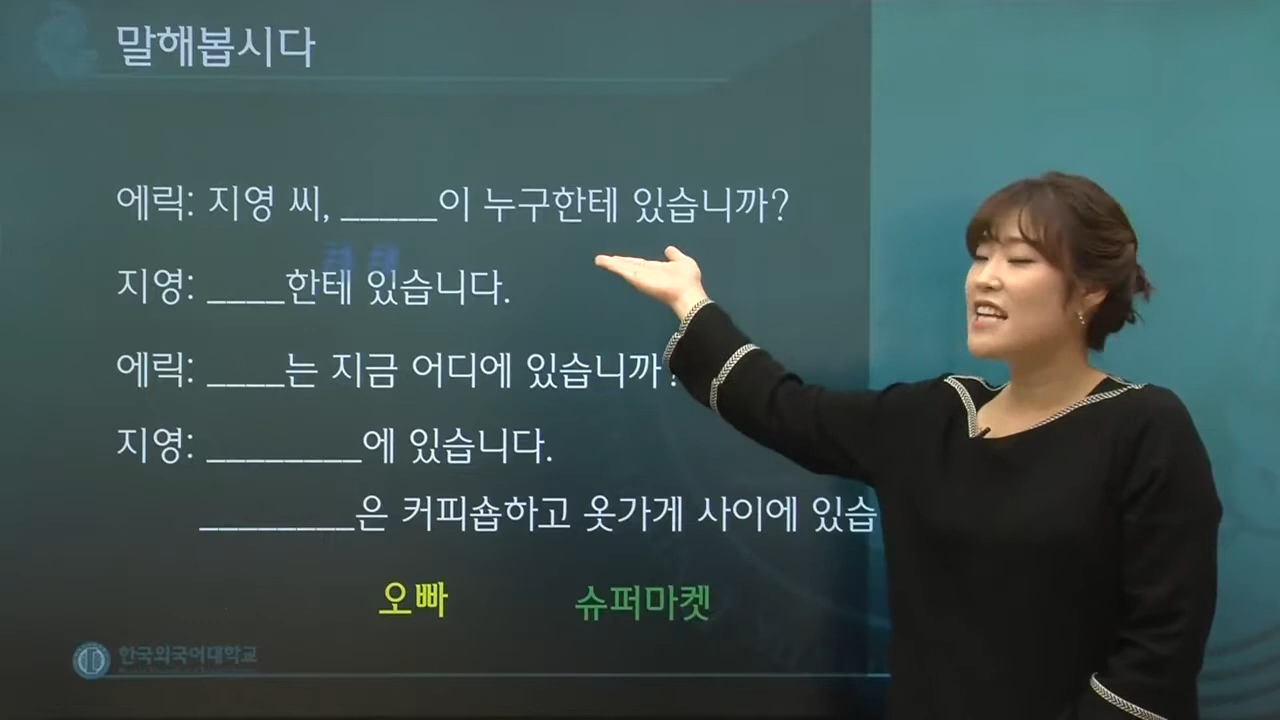 말해봅시다
에릭: 지영 씨, _____이 누구한테 있습니까?
지영: ____한테 있습니다.
에릭: ____는 지금 어디에 있습니까?
지영: ________에 있습니다.
________은 커피숍하고 옷가게 사이에 있습
오빠 슈퍼마켓
한국외국어대학교